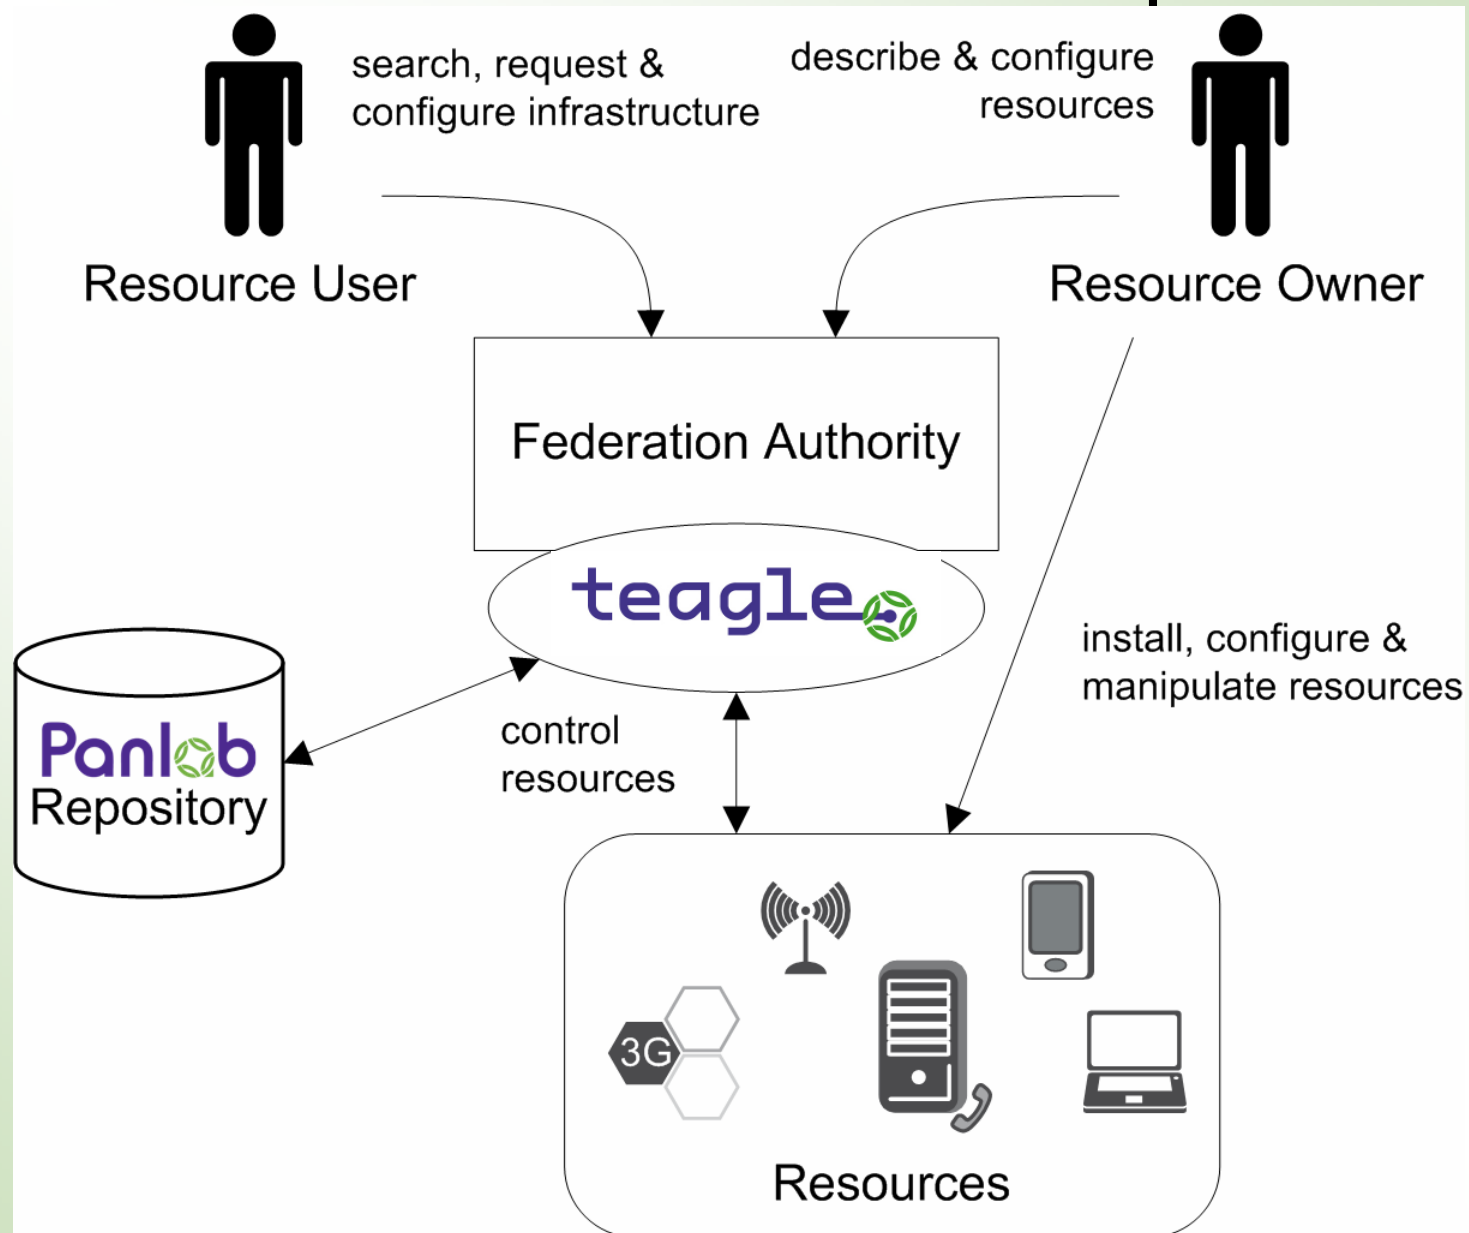 search, request &
configure infrastructure
describe & configure
resources
Resource User
Resource Owner
Federation Authority
teagle
install, configure &
manipulate resources
Panlab
Repository
control
resources
3G
Resources